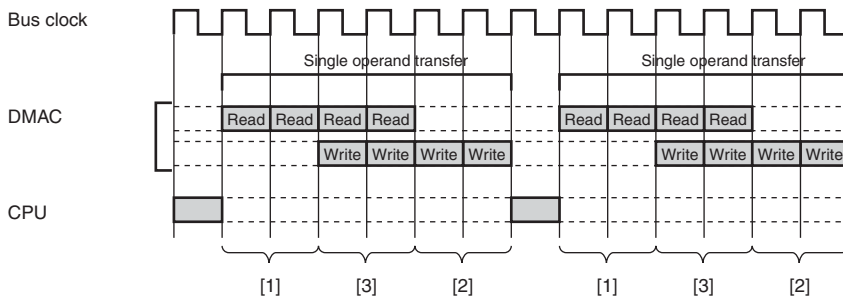 Bus clock
Single operand transfer Single operand transfer
DMAC Read Read Read Read Read Read Read Read
Write Write Write Write Write Write Write Write
CPU
[1] [3] [2] [1] [3] [2]